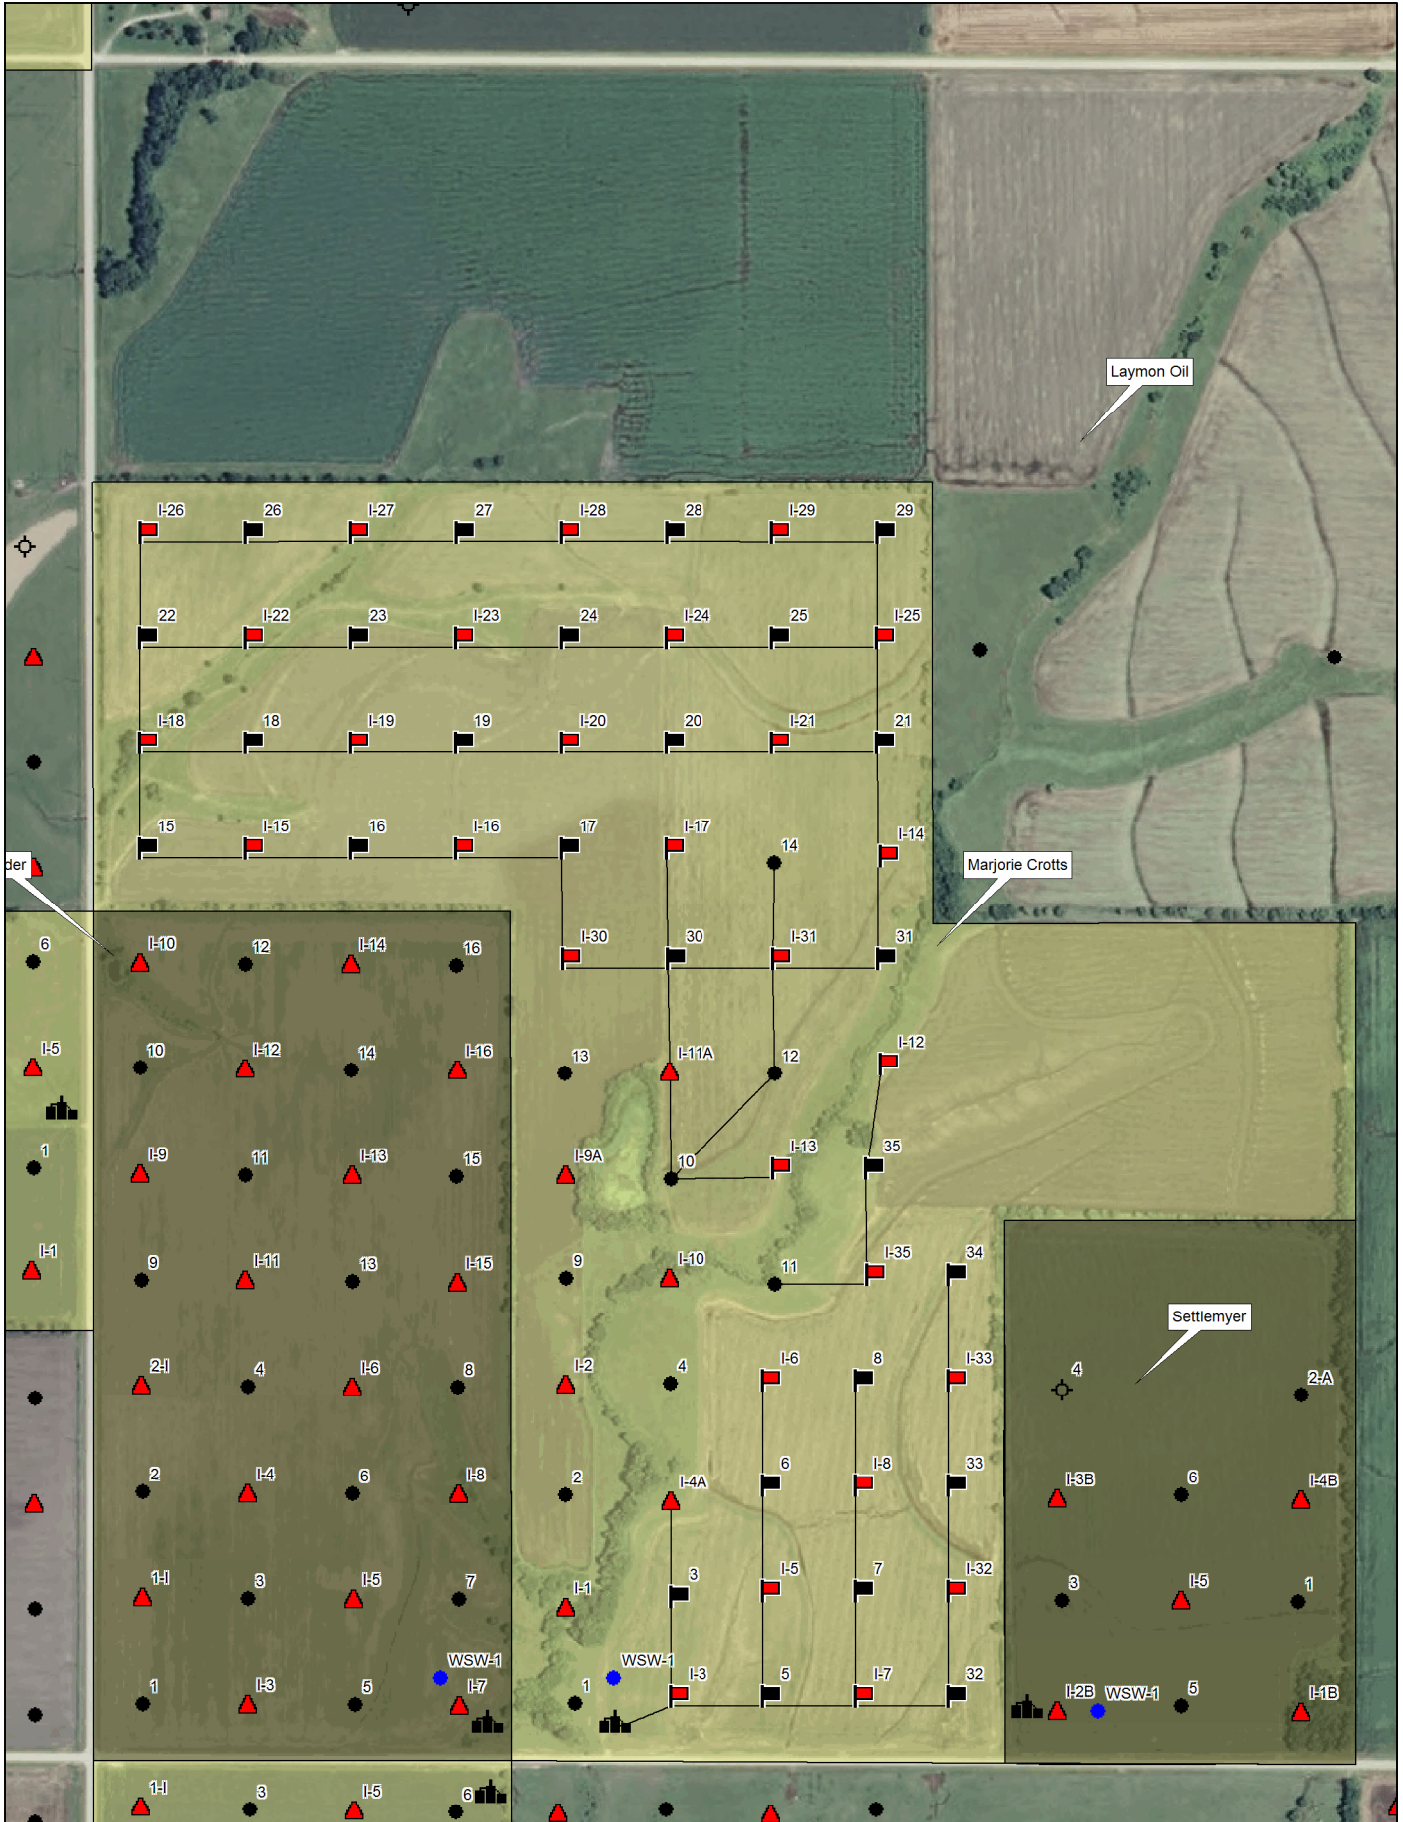 Laymon Oil
I-26 26 I-27 27 I-28 28 I-29 29
22 I-22 23 I-23 24 I-24 25 I-25
I-18 18 I-19 19 I-20 20 I-21 21
15 I-15 16 I-16 17 I-17 14 I-14
der Marjorie Crotts
6 I-10 12 I-14 16 I-30 30 I-31 31
I-5 10 I-12 14 I-16 13 I-11A 12 I-12
1 I-9 11 I-13 15 I-9A 10 I-13 35
I-1 9 I-11 13 I-15 9 I-10 11 I-35 34
Settlemyer
2-I 4 I-6 8 I-2 4 I-6 8 I-33 4 2-A
2 I-4 6 I-8 2 I-4A 6 I-8 33 I-3B 6 I-4B
1-I 3 I-5 7 I-1 3 I-5 7 I-32 3 I-5 1
WSW-1 WSW-1
1 I-3 5 I-7 1 I-3 5 I-7 32 I-2B WSW-1 5 I-1B
1-I 3 I-5 6